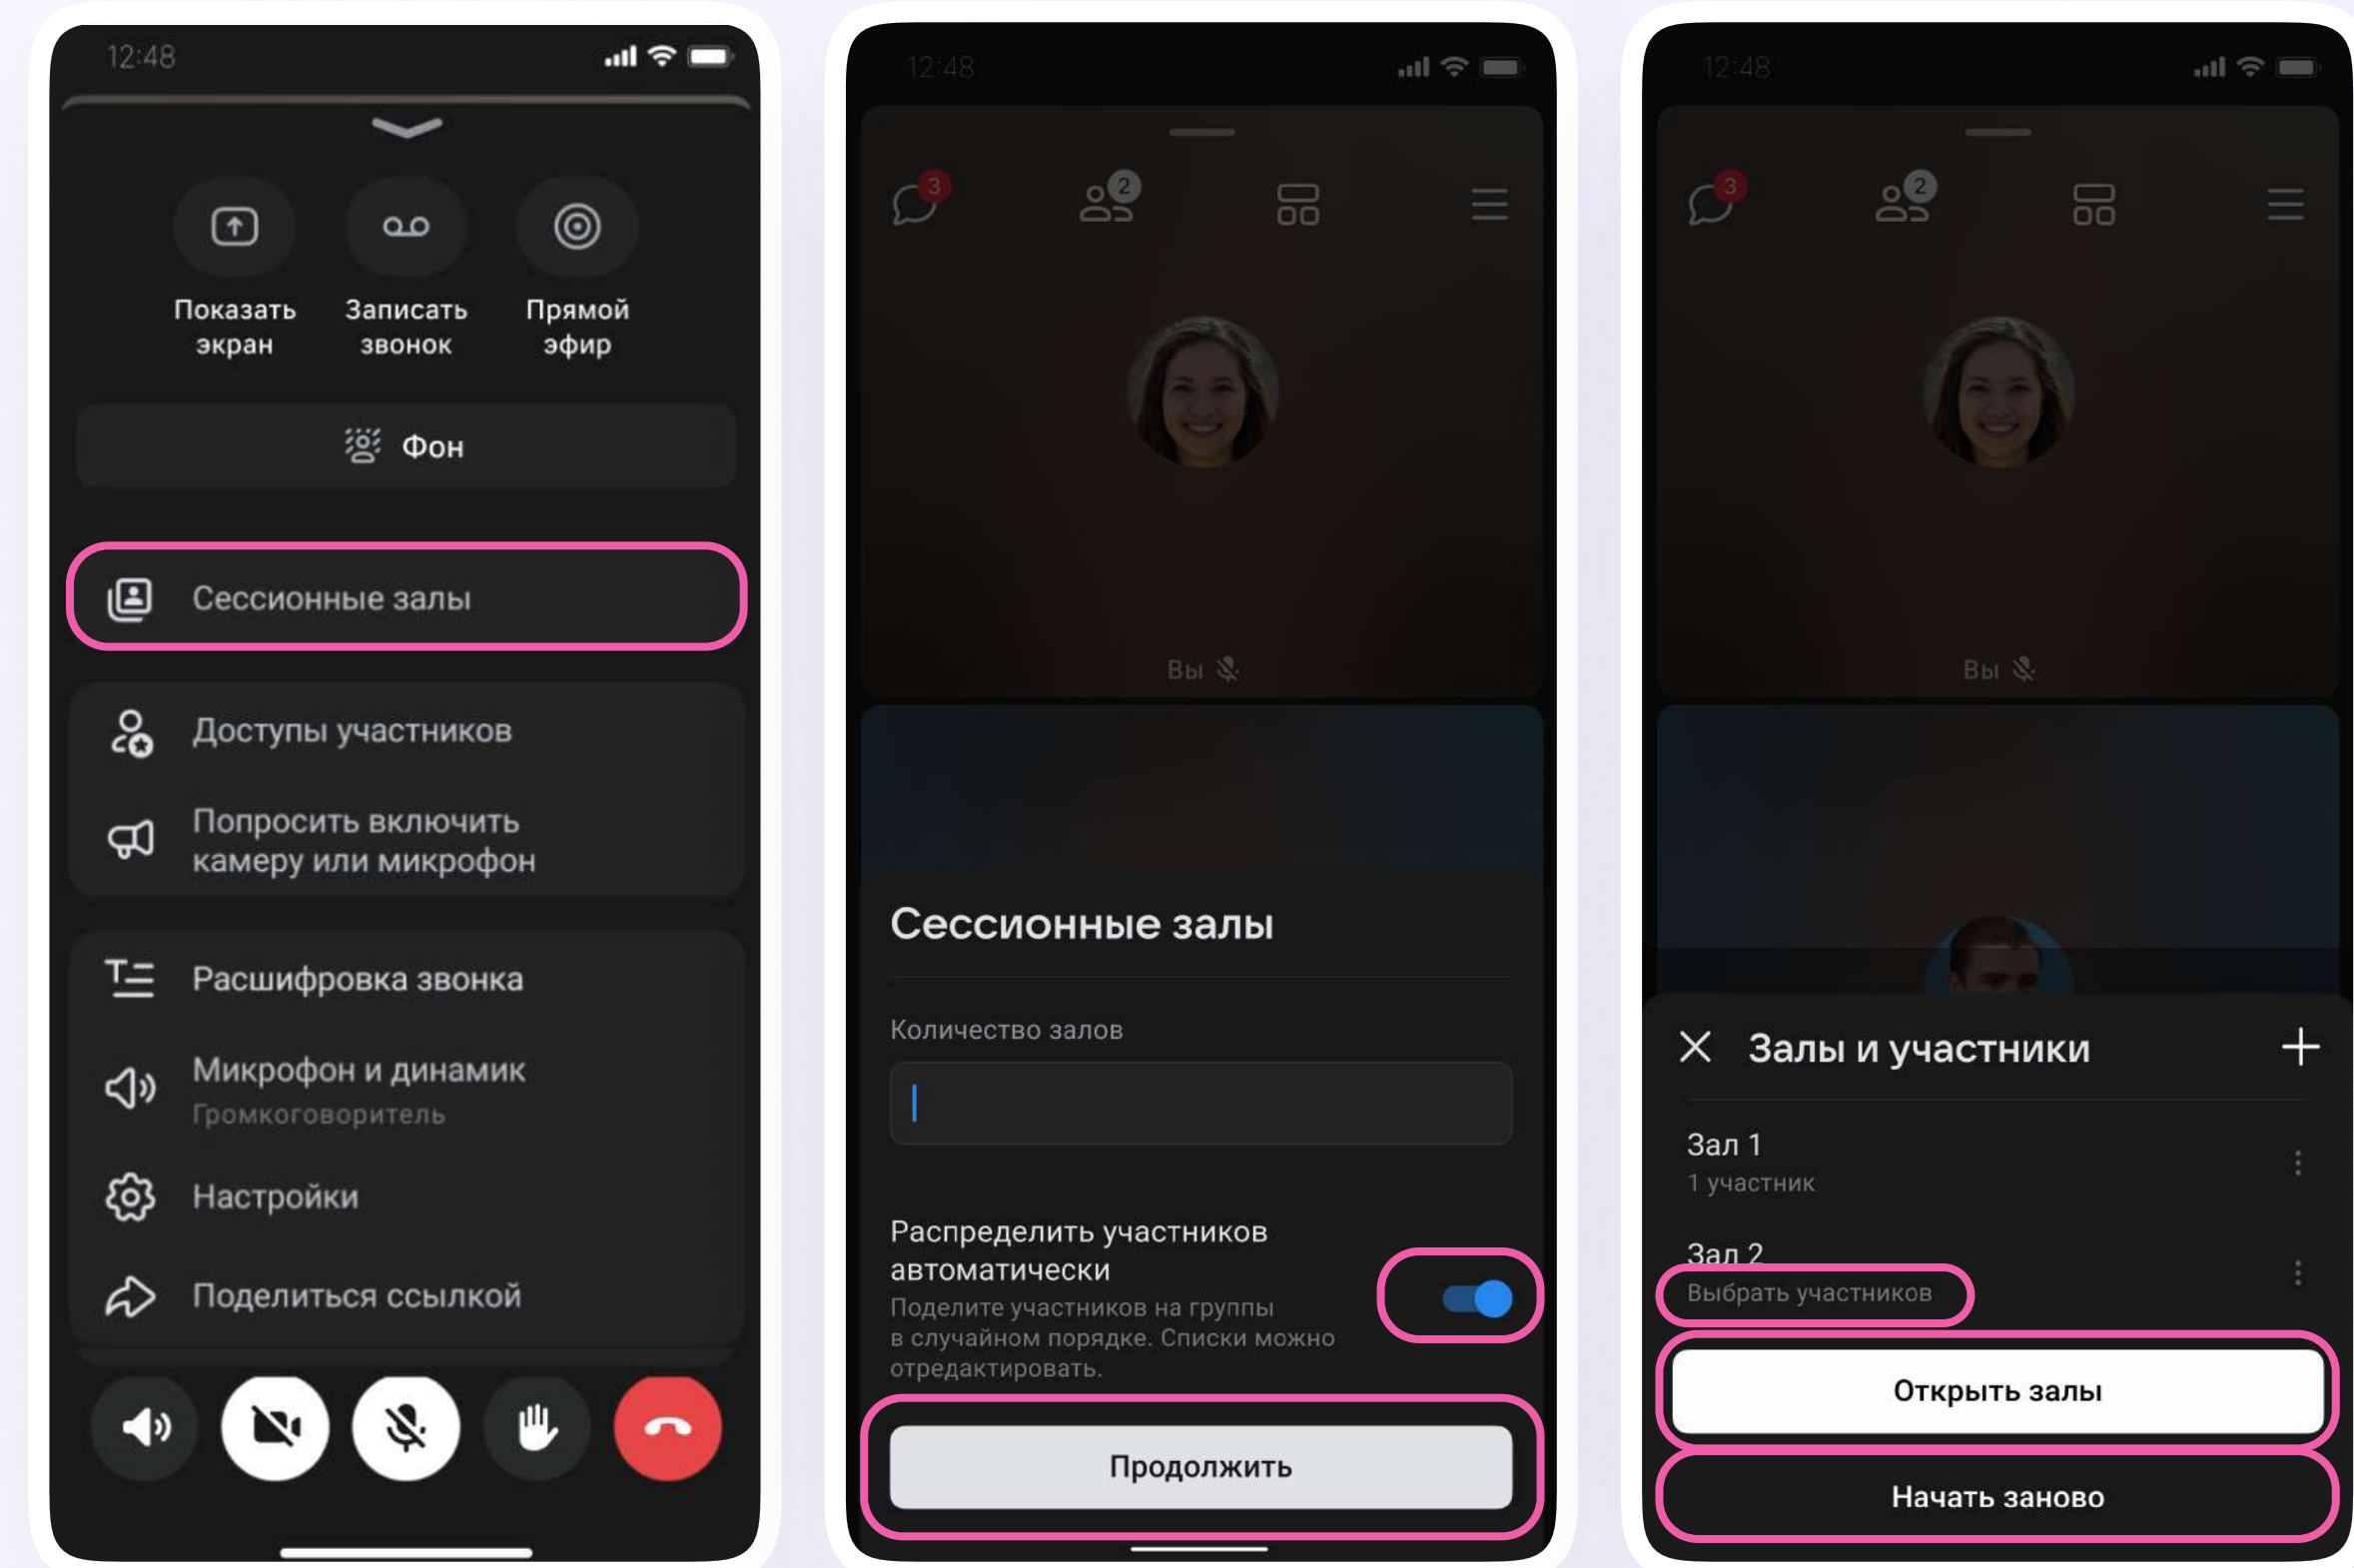 12:48
Показать
экран
Записать
звонок
Прямой
эфир
Фон
Сессионные залы
Доступы участников
Попросить включить
камеру или микрофон
Расшифровка звонка
Микрофон и динамик
Громкоговоритель
Настройки
Поделиться ссылкой
12:48
3
2
Вы
Сессионные залы
Количество залов
Распределить участников
автоматически
Поделите участников на группы
в случайном порядке. Списки можно
отредактировать.
Продолжить
12:48
3
2
Вы
Залы и участники
Зал 1
1 участник
Зал 2
Выбрать участников
Открыть залы
Начать заново